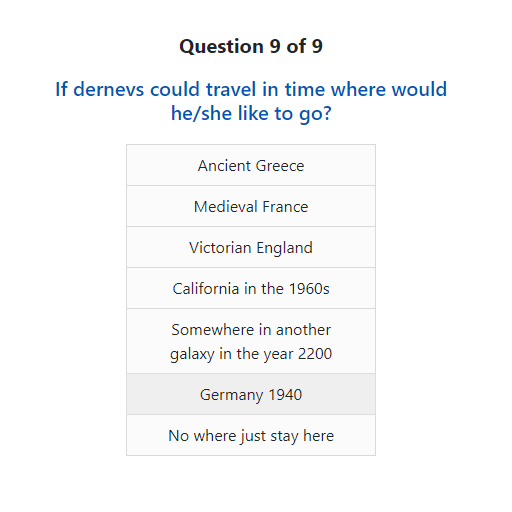 Question 9 of 9
If dernevs could travel in time where would
he/she like to go?
Ancient Greece
Medieval France
Victorian England
California in the 1960s
Somewhere in another
galaxy in the year 2200
Germany 1940
No where just stay here